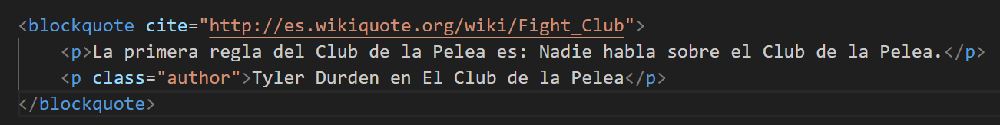 <blockquote cite="http://es.wikiquote.org/wiki/Fight_Club">
    <p>La primera regla del Club de la Pelea es: Nadie habla sobre el Club de la Pelea.</p>
    <p class="author">Tyler Durden en El Club de la Pelea</p>
</blockquote>